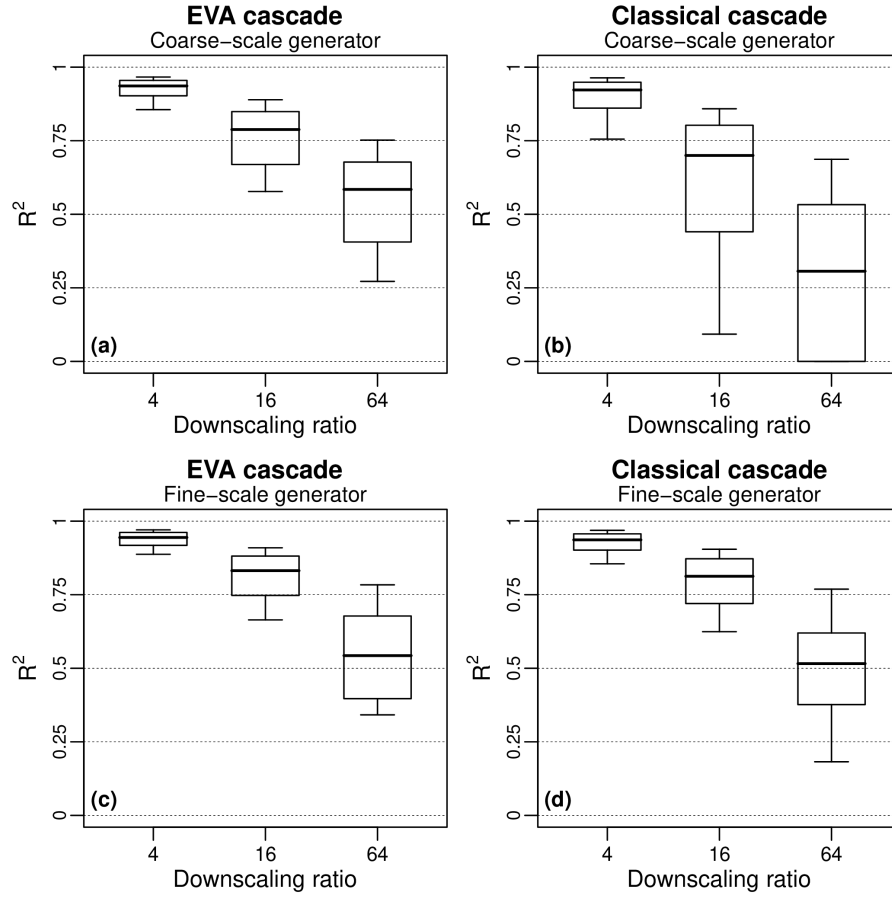 EVA cascade
Coarse−scale generator
R2
1
0.75
0.5
0.25
0
(a)
4 16 64
Downscaling ratio
Classical cascade
Coarse−scale generator
R2
1
0.75
0.5
0.25
0
(b)
4 16 64
Downscaling ratio
EVA cascade
Fine−scale generator
R2
1
0.75
0.5
0.25
0
(c)
4 16 64
Downscaling ratio
Classical cascade
Fine−scale generator
R2
1
0.75
0.5
0.25
0
(d)
4 16 64
Downscaling ratio